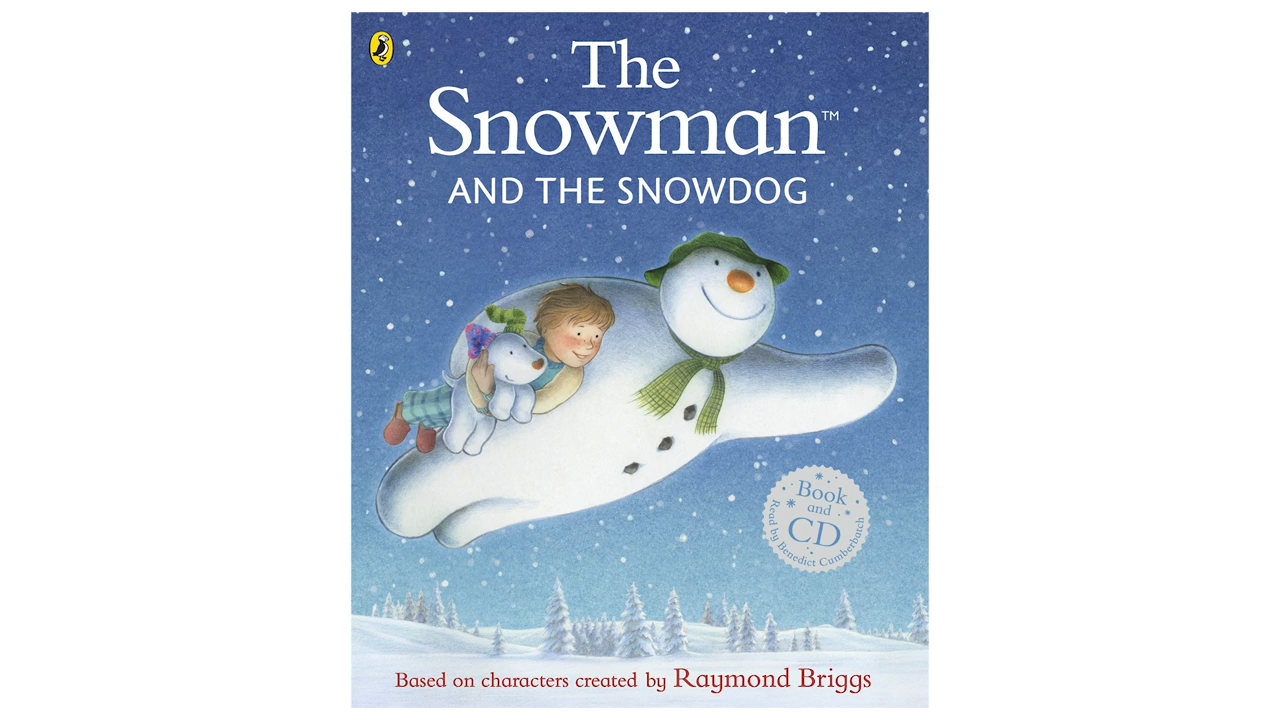 The
Snowman™
AND THE SNOWDOG
Book
and
CD
Read by Benedict Cumberbatch
Based on characters created by Raymond Briggs